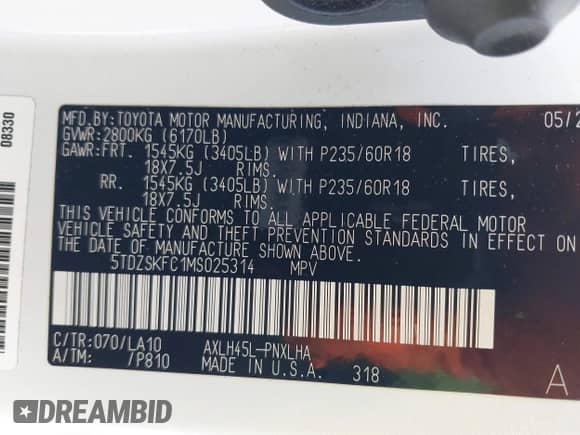 MFD.BY:TOYOTA MOTOR MANUFACTURING, INDIANA, INC. 05/2
GVWR:2800KG (6170LB)
GAWR:FRT. 1545KG (3405LB) WITH P235/60R18 TIRES,
18X7.5J RIMS.
RR. 1545KG (3405LB) WITH P235/60R18 TIRES,
18X7.5J RIMS.
THIS VEHICLE CONFORMS TO ALL APPLICABLE FEDERAL MOTOR
VEHICLE SAFETY AND THEFT PREVENTION STANDARDS IN EFFECT ON
THE DATE OF MANUFACTURE SHOWN ABOVE.
5TDZSKFC1MS025314 MPV
C/TR:070/LA10 AXLH45L-PNXLHA
A/TM: /P810 MADE IN U.S.A. 318
A
08330
DREAMBID